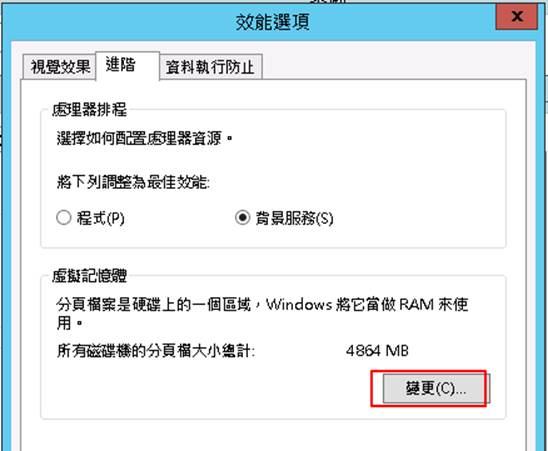 效能選項
x
視覺效果 進階 資料執行防止
處理器排程
選擇如何配置處理器資源。
將下列調整為最佳效能:
程式(P) 背景服務(S)
虛擬記憶體
分頁檔案是硬碟上的一個區域，Windows 將它當做 RAM 來使
用。
所有磁碟機的分頁檔大小總計: 4864 MB
變更(C)...